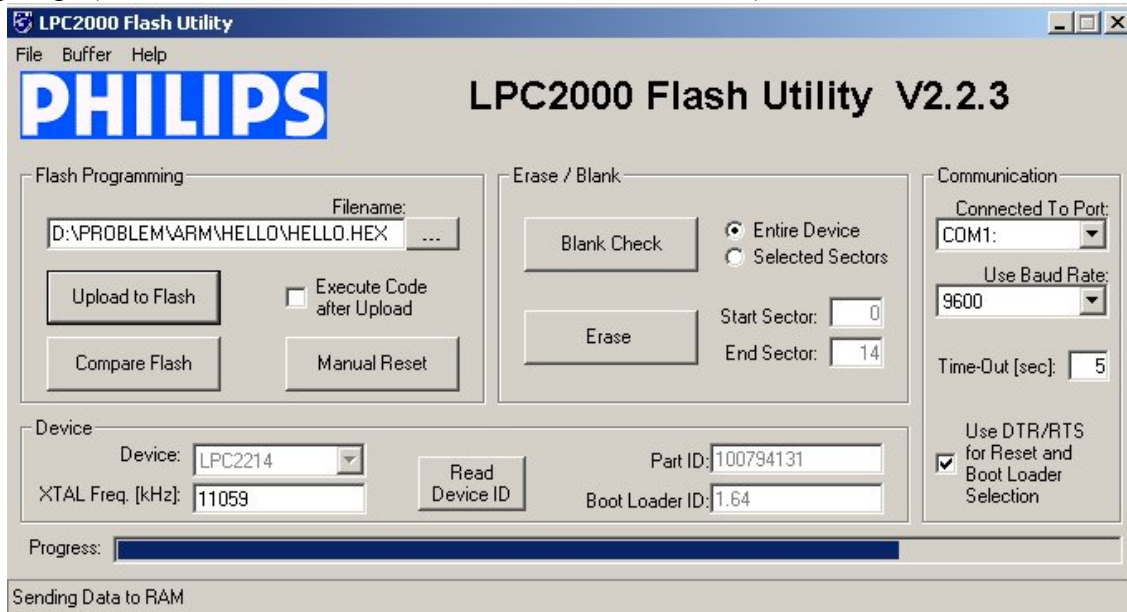 LPC2000 Flash Utility
File Buffer Help
PHILIPS
LPC2000 Flash Utility V2.2.3
Flash Programming
Filename:
D:\PROBLEM\ARM\HELLO\HELLO.HEX
...
Upload to Flash
Execute Code
after Upload
Compare Flash
Manual Reset
Erase / Blank
Blank Check
Entire Device
Selected Sectors
Erase
Start Sector: 0
End Sector: 14
Communication
Connected To Port:
COM1:
Use Baud Rate:
9600
Time-Out [sec]: 5
Use DTR/RTS
for Reset and
Boot Loader
Selection
Device
Device: LPC2214
XTAL Freq. [kHz]: 11059
Read
Device ID
Part ID: 100794131
Boot Loader ID: 1.64
Progress:
Sending Data to RAM